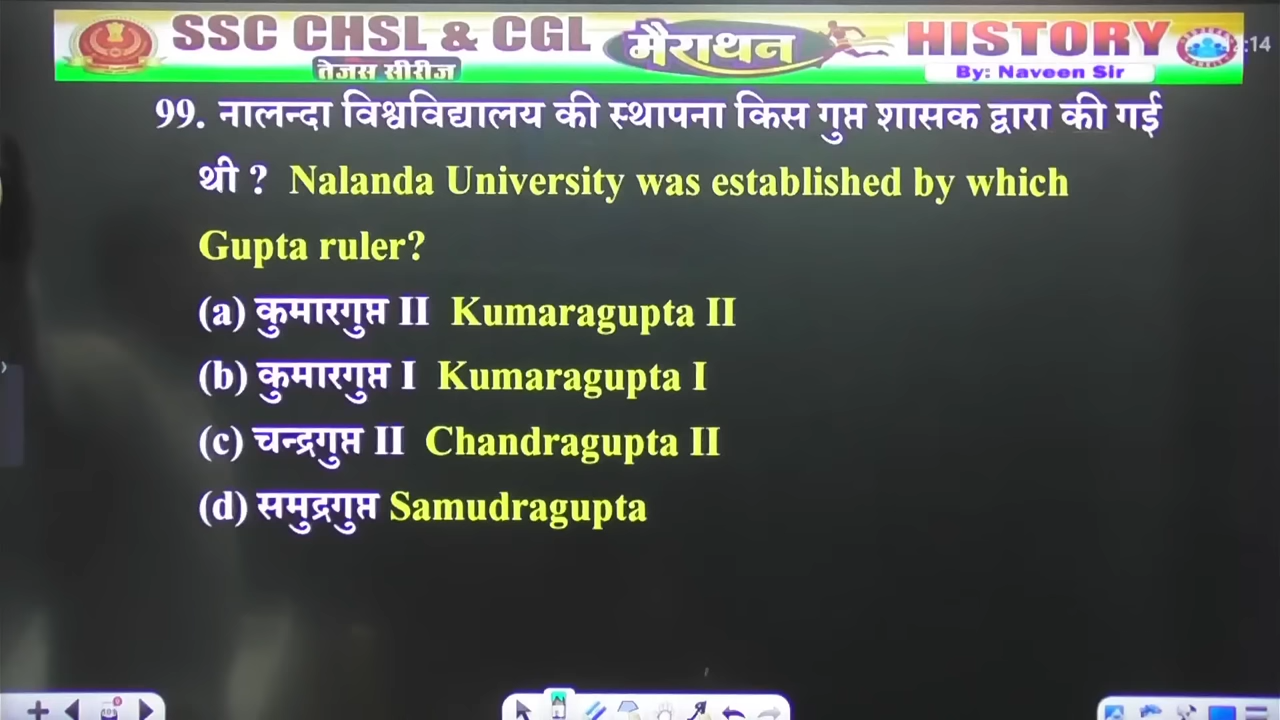 SSC CHSL & CGL मैराथन HISTORY
तेजस सीरीज By: Naveen Sir
:14
99. नालन्दा विश्वविद्यालय की स्थापना किस गुप्त शासक द्वारा की गई
थी ? Nalanda University was established by which
Gupta ruler?
(a) कुमारगुप्त II Kumaragupta II
(b) कुमारगुप्त I Kumaragupta I
(c) चन्द्रगुप्त II Chandragupta II
(d) समुद्रगुप्त Samudragupta